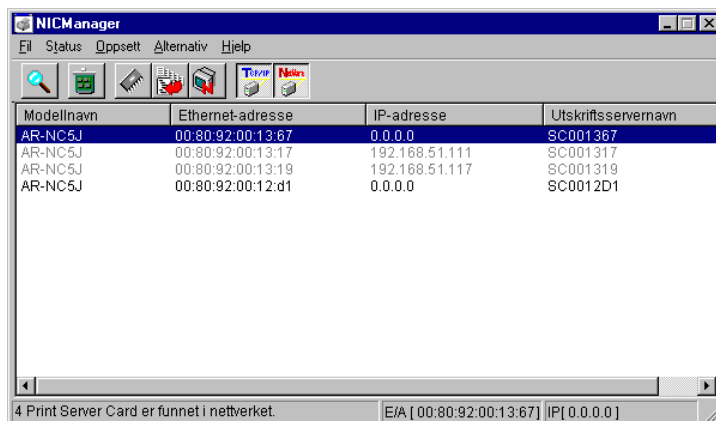 NICManager
Fil Status Oppsett Alternativ Hjelp
TCP/IP NetWare
Modellnavn Ethernet-adresse IP-adresse Utskriftsservernavn
AR-NC5J 00:80:92:00:13:67 0.0.0.0 SC001367
AR-NC5J 00:80:92:00:13:17 192.168.51.111 SC001317
AR-NC5J 00:80:92:00:13:19 192.168.51.117 SC001319
AR-NC5J 00:80:92:00:12:d1 0.0.0.0 SC0012D1
4 Print Server Card er funnet i nettverket. E/A [ 00:80:92:00:13:67] IP[ 0.0.0.0 ]